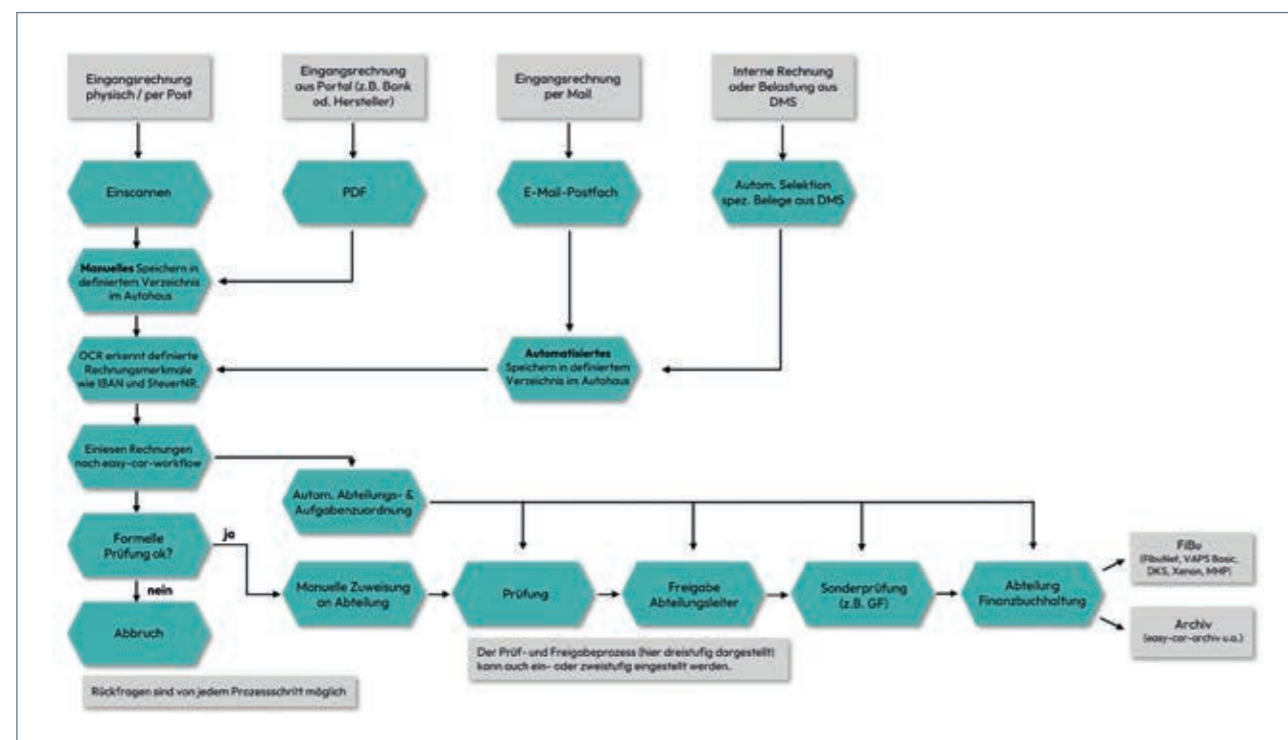 Eingangsrechnung
physisch / per Post
Eingangsrechnung
aus Portal (z.B. Bank
od. Hersteller)
Eingangsrechnung
per Mail
Interne Rechnung
oder Belastung aus
DMS
Einscannen
PDF
E-Mail-Postfach
Autom. Selektion
spez. Belege aus DMS
Manuelles Speichern in
definiertem Verzeichnis
im Autohaus
OCR erkennt definierte
Rechnungsmerkmale
wie IBAN und SteuerNR.
Automatisiertes
Speichern in definiertem
Verzeichnis im Autohaus
Einlesen Rechnungen
nach easy-car-workflow
Autom. Abteilungs- &
Aufgabenzuordnung
Formelle
Prüfung ok?
ja
nein
Manuelle Zuweisung
an Abteilung
Prüfung
Freigabe
Abteilungsleiter
Sonderprüfung
(z.B. GF)
Abteilung
Finanzbuchhaltung
FiBu
(FibuNet, VAPS Basic,
DKS, Xenon, MHP)
Archiv
(easy-car-archiv u.a.)
Abbruch
Der Prüf- und Freigabeprozess (hier dreistufig dargestellt)
kann auch ein- oder zweistufig eingestellt werden.
Rückfragen sind von jedem Prozessschritt möglich